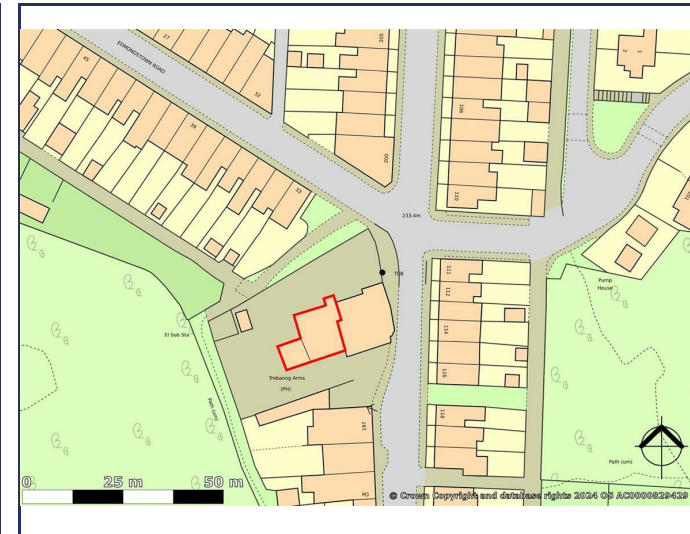 205
2
1
27
EDMONDSTOWN ROAD
45
32
106
39
200
33
110
233.4m
TCB
111
112
Pump
House
114
El Sub Sta
116
Trebanog Arms
(PH)
Path (um)
118
197
Path (um)
0 25 m 50 m
PO
© Crown Copyright and database rights 2024 OS AC0000829429